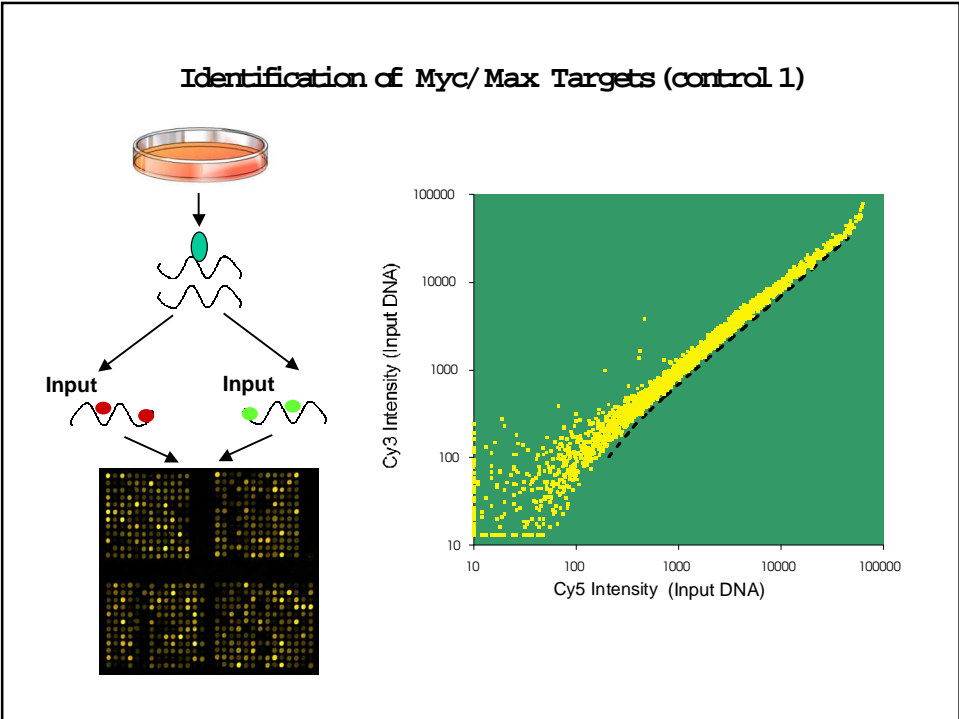 Identification of Myc/Max Targets (control 1)
Input Input
Cy3 Intensity (Input DNA)
100000
10000
1000
100
10
10 100 1000 10000 100000
Cy5 Intensity (Input DNA)